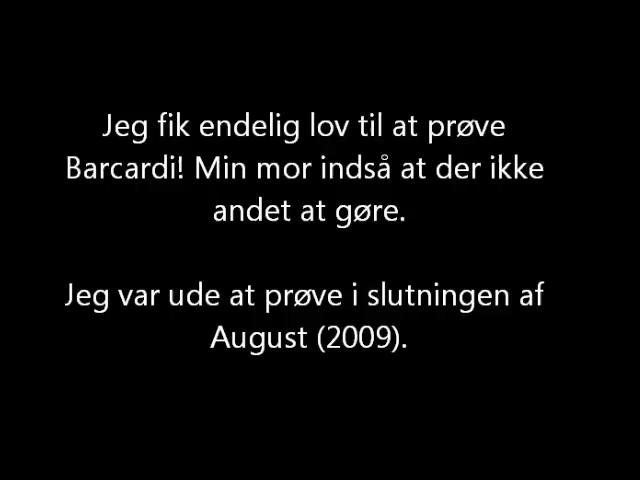 Jeg fik endelig lov til at prøve
Barcardi! Min mor indså at der ikke
andet at gøre.
Jeg var ude at prøve i slutningen af
August (2009).